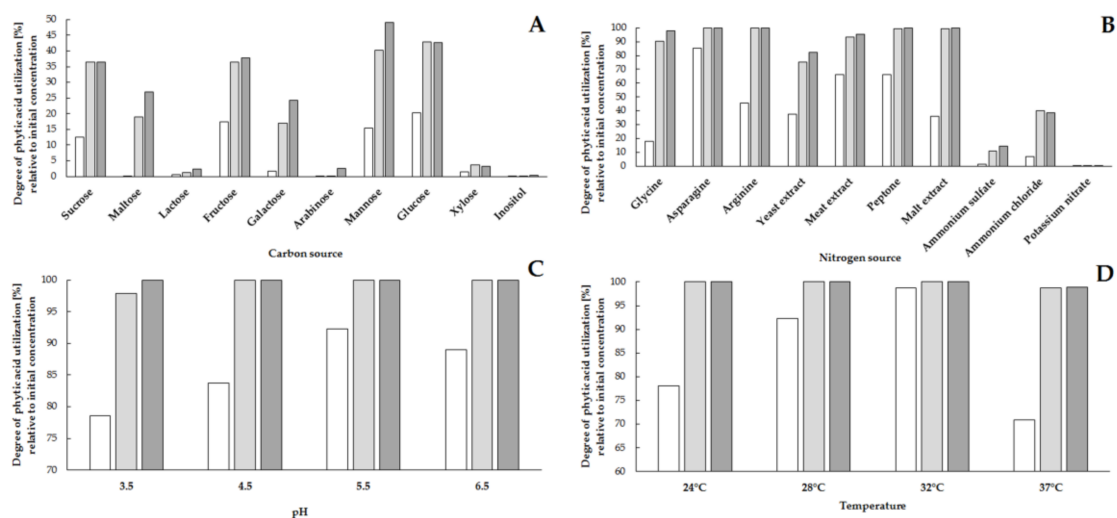 A
Degree of phytic acid utilization [%]
relative to initial concentration
50
45
40
35
30
25
20
15
10
5
0
Sucrose
Maltose
Lactose
Fructose
Galactose
Arabinose
Mannose
Glucose
Xylose
Inositol
Carbon source
B
Degree of phytic acid utilization [%]
relative to initial concentration
100
90
80
70
60
50
40
30
20
10
0
Glycine
Asparagine
Arginine
Yeast extract
Meat extract
Peptone
Malt extract
Ammonium sulfate
Ammonium chloride
Potassium nitrate
Nitrogen source
C
Degree of phytic acid utilization [%]
relative to initial concentration
100
95
90
85
80
75
70
3.5 4.5 5.5 6.5
pH
D
Degree of phytic acid utilization [%]
relative to initial concentration
100
95
90
85
80
75
70
65
60
24°C 28°C 32°C 37°C
Temperature